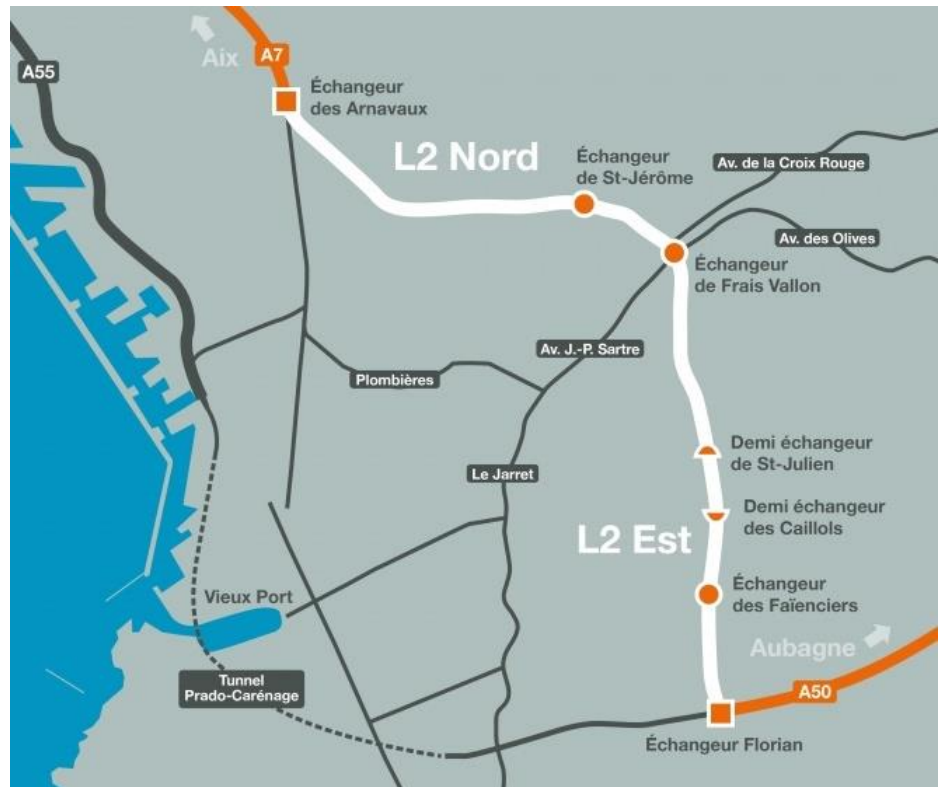 A55
Aix
A7
Échangeur
des Arnavaux
L2 Nord
Échangeur
de St-Jérôme
Av. de la Croix Rouge
Av. des Olives
Échangeur
de Frais Vallon
Av. J.-P. Sartre
Plombières
Demi échangeur
de St-Julien
Le Jarret
Demi échangeur
des Caillols
L2 Est
Échangeur
des Faïenciers
Vieux Port
Aubagne
Tunnel
Prado-Carénage
A50
Échangeur Florian